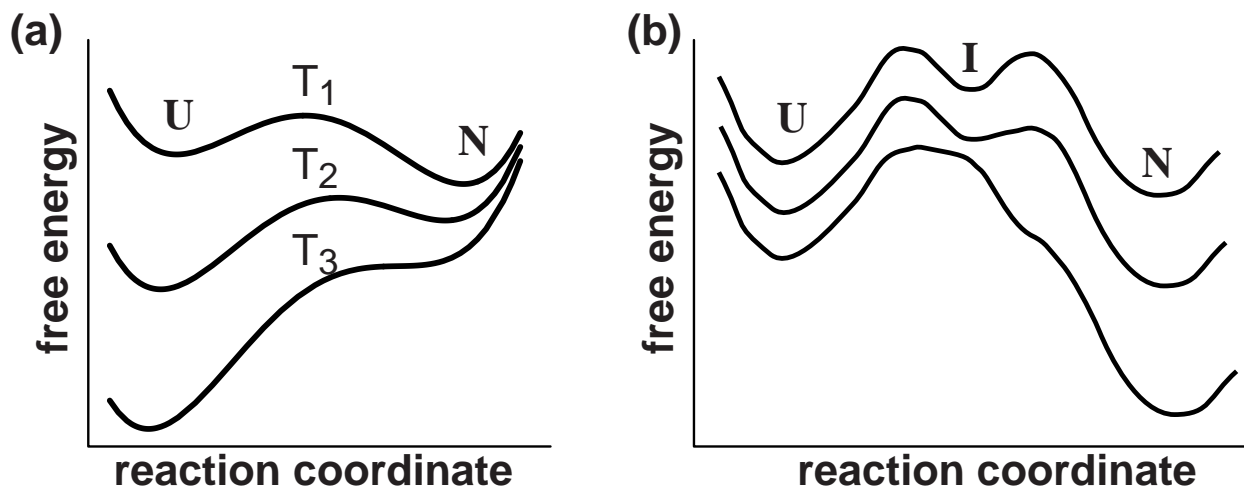 (a)
free energy
U
T1
N
T2
T3
reaction coordinate
(b)
free energy
U
I
N
reaction coordinate